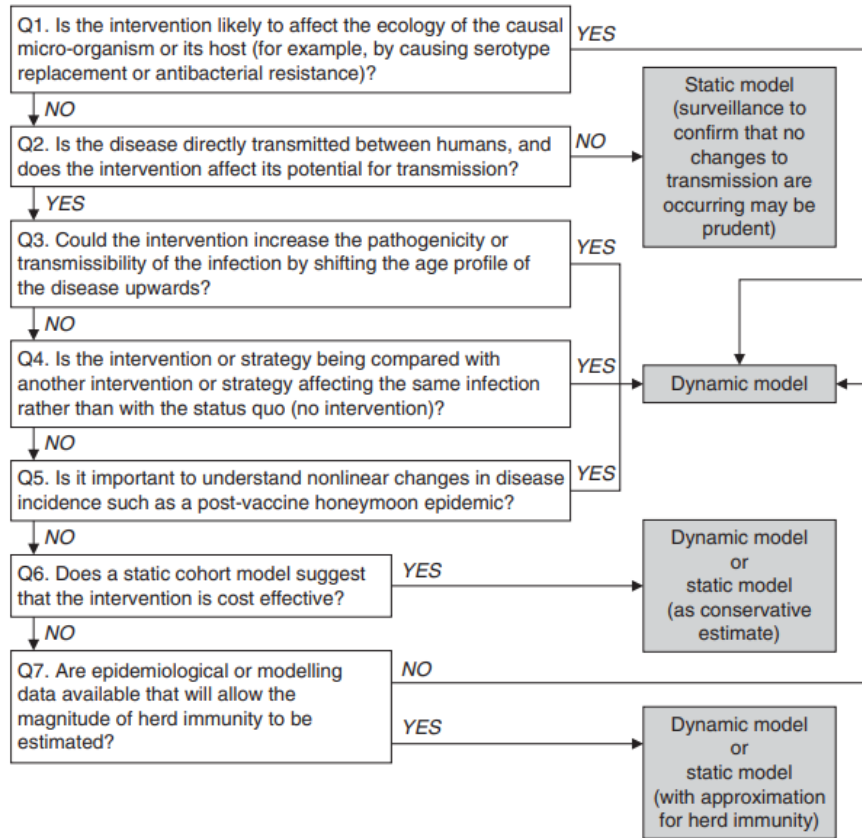 Q1. Is the intervention likely to affect the ecology of the causal
micro-organism or its host (for example, by causing serotype
replacement or antibacterial resistance)?
YES
NO
Static model
(surveillance to
confirm that no
changes to
transmission are
occurring may be
prudent)
Q2. Is the disease directly transmitted between humans, and
does the intervention affect its potential for transmission?
NO
YES
Q3. Could the intervention increase the pathogenicity or
transmissibility of the infection by shifting the age profile of
the disease upwards?
YES
NO
Q4. Is the intervention or strategy being compared with
another intervention or strategy affecting the same infection
rather than with the status quo (no intervention)?
YES
Dynamic model
NO
Q5. Is it important to understand nonlinear changes in disease
incidence such as a post-vaccine honeymoon epidemic?
YES
NO
Q6. Does a static cohort model suggest
that the intervention is cost effective?
YES
Dynamic model
or
static model
(as conservative
estimate)
NO
Q7. Are epidemiological or modelling
data available that will allow the
magnitude of herd immunity to be
estimated?
NO
YES
Dynamic model
or
static model
(with approximation
for herd immunity)